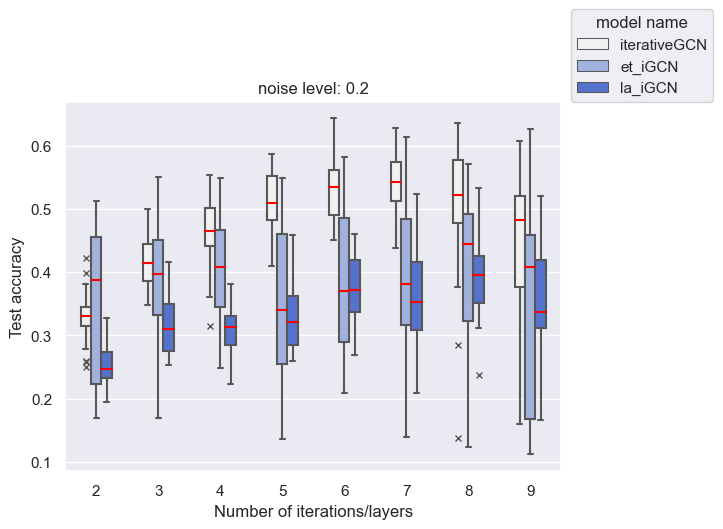 model name
iterativeGCN
et_iGCN
la_iGCN
noise level: 0.2
Test accuracy
0.6
0.5
0.4
0.3
0.2
0.1
2 3 4 5 6 7 8 9
Number of iterations/layers